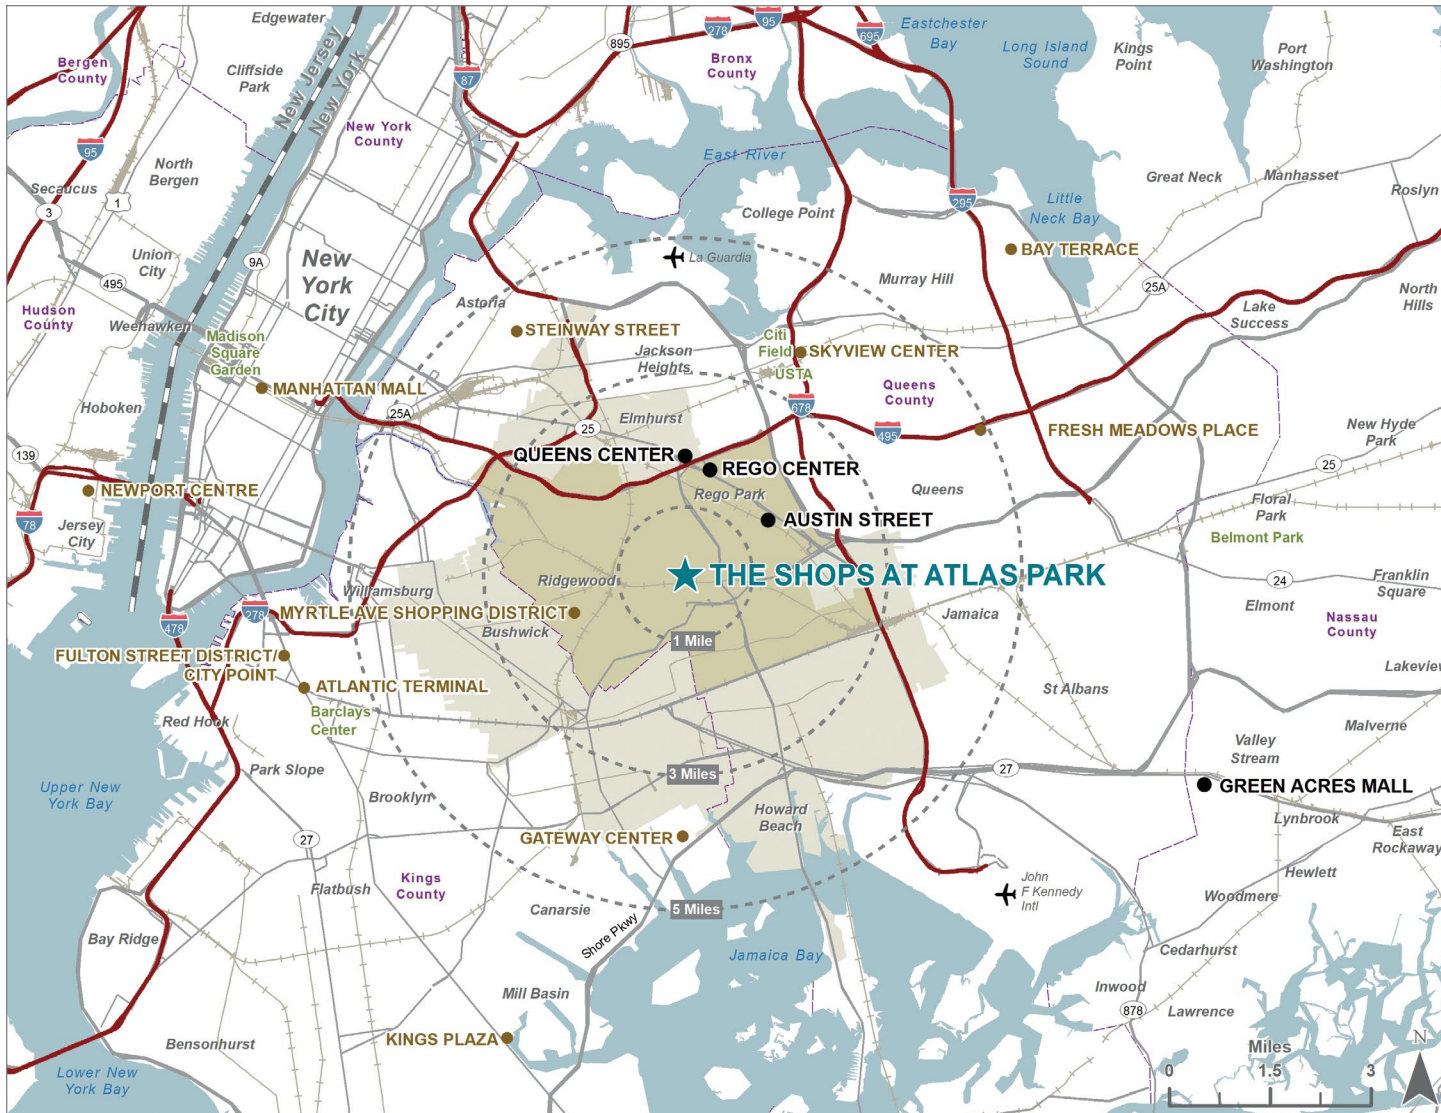 Edgewater
Bergen
County
Cliffside
Park
New Jersey
New York
87
895
278
95
695
Bronx
County
Eastchester
Bay
Long Island
Sound
Kings
Point
Port
Washington
New York
County
95
North
Bergen
Secaucus
1
3
East River
Great Neck
Manhasset
Roslyn
295
Little
Neck Bay
College Point
BAY TERRACE
Union
City
9A
New
York
City
La Guardia
Murray Hill
25A
North
Hills
495
Hudson
County
Weehawken
Astoria
Lake
Success
Madison
Square
Garden
STEINWAY STREET
Jackson
Heights
Citi
Field
USTA
SKYVIEW CENTER
Queens
County
MANHATTAN MALL
Hoboken
25A
Elmhurst
25
678
495
FRESH MEADOWS PLACE
New Hyde
Park
25
139
QUEENS CENTER
REGO CENTER
Rego Park
Queens
NEWPORT CENTRE
78
Jersey
City
AUSTIN STREET
Floral
Park
Belmont Park
Ridgewood
THE SHOPS AT ATLAS PARK
24
Franklin
Square
Elmont
Williamsburg
MYRTLE AVE SHOPPING DISTRICT
Bushwick
Jamaica
Nassau
County
478
278
1 Mile
FULTON STREET DISTRICT/
CITY POINT
ATLANTIC TERMINAL
Barclays
Center
Lakeview
St Albans
Red Hook
Malverne
Valley
Stream
Park Slope
3 Miles
27
GREEN ACRES MALL
Upper New
York Bay
Brooklyn
Howard
Beach
Lynbrook
East
Rockaway
27
GATEWAY CENTER
Kings
County
Flatbush
John
F Kennedy
Intl
Hewlett
Woodmere
Canarsie
5 Miles
Shore Pkwy
Bay Ridge
Jamaica Bay
Cedarhurst
Mill Basin
Inwood
878
Lawrence
KINGS PLAZA
Bensonhurst
Lower New
York Bay
N
Miles
0
1.5
3